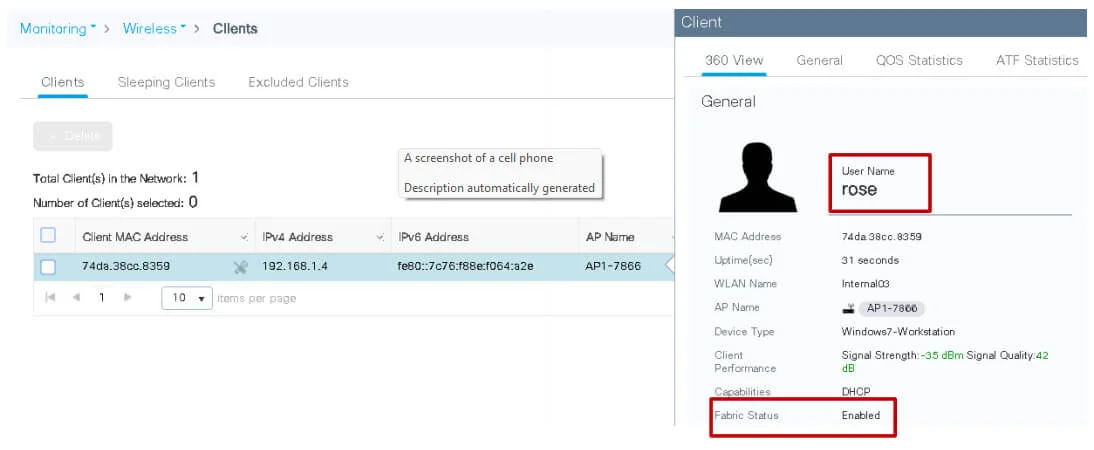 Monitoring > Wireless > Clients
Clients Sleeping Clients Excluded Clients
× Delete
Total Client(s) in the Network: 1
Number of Client(s) selected: 0
Client MAC Address IPv4 Address IPv6 Address AP Name
74da.38cc.8359 192.168.1.4 fe80::7c76:f88e:f064:a2e AP1-7866
1 10 items per page
A screenshot of a cell phone
Description automatically generated
Client
360 View General QOS Statistics ATF Statistics
General
User Name
rose
MAC Address 74da.38cc.8359
Uptime(sec) 31 seconds
WLAN Name Internal03
AP Name AP1-7866
Device Type Windows7-Workstation
Client Performance Signal Strength:-35 dBm Signal Quality:42 dB
Capabilities DHCP
Fabric Status Enabled